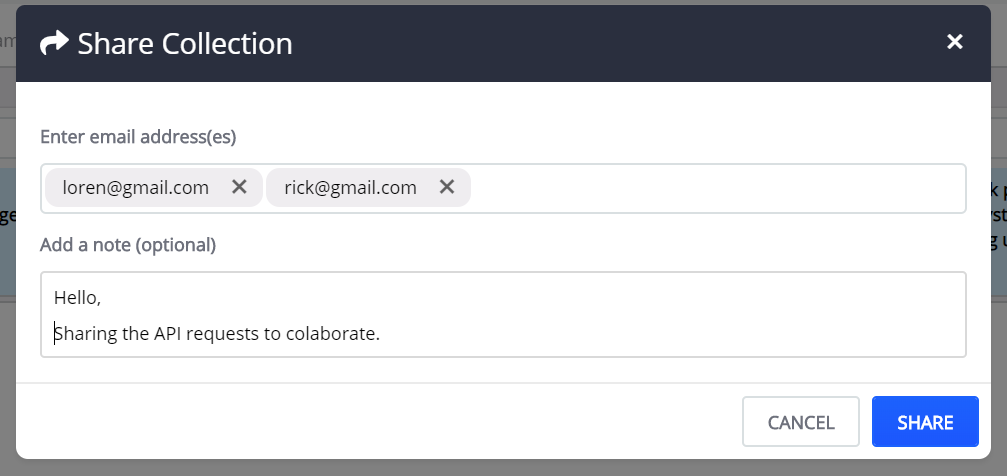 Share Collection
Enter email address(es)
loren@gmail.com rick@gmail.com
Add a note (optional)
Hello,
Sharing the API requests to colaborate.
CANCEL SHARE